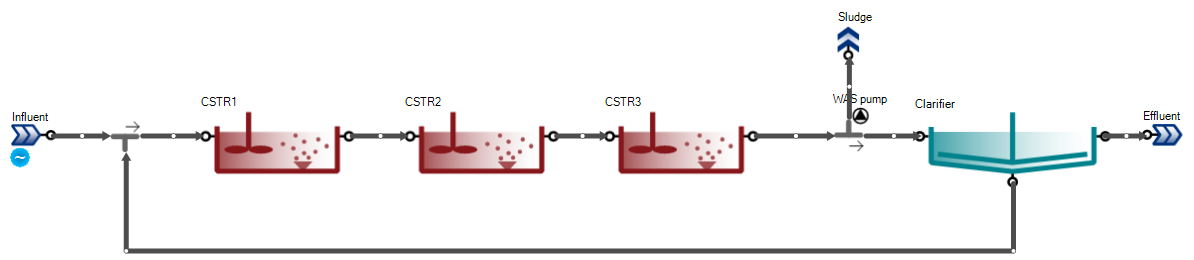 Sludge
CSTR1
CSTR2
CSTR3
WAS pump
Clarifier
Influent
Effluent